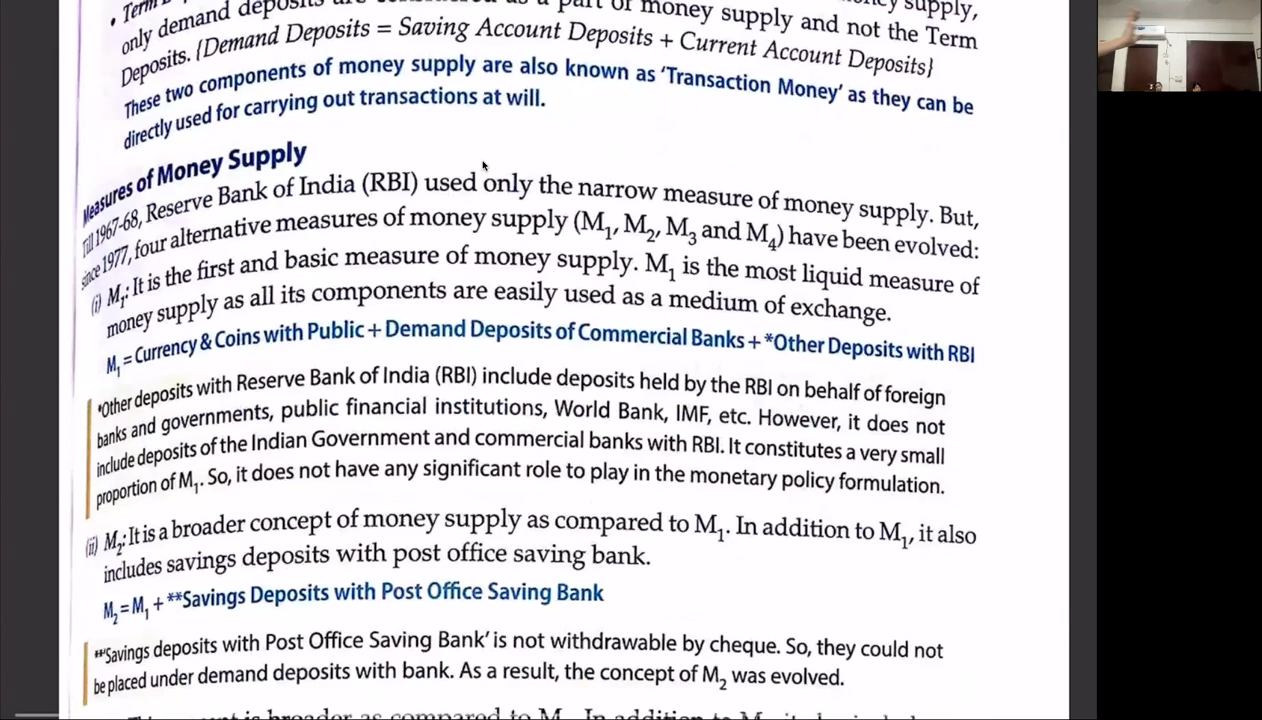 • Term
only demand deposits are considered as a part of money supply and not the Term
Deposits. {Demand Deposits = Saving Account Deposits + Current Account Deposits}
These two components of money supply are also known as ‘Transaction Money’ as they can be
directly used for carrying out transactions at will.
Measures of Money Supply
Till 1967-68, Reserve Bank of India (RBI) used only the narrow measure of money supply. But,
since 1977, four alternative measures of money supply (M₁, M₂, M₃ and M₄) have been evolved:
(i) M₁: It is the first and basic measure of money supply. M₁ is the most liquid measure of
money supply as all its components are easily used as a medium of exchange.
M₁ = Currency & Coins with Public + Demand Deposits of Commercial Banks + *Other Deposits with RBI
*Other deposits with Reserve Bank of India (RBI) include deposits held by the RBI on behalf of foreign
banks and governments, public financial institutions, World Bank, IMF, etc. However, it does not
include deposits of the Indian Government and commercial banks with RBI. It constitutes a very small
proportion of M₁. So, it does not have any significant role to play in the monetary policy formulation.
(ii) M₂: It is a broader concept of money supply as compared to M₁. In addition to M₁, it also
includes savings deposits with post office saving bank.
M₂ = M₁ + **Savings Deposits with Post Office Saving Bank
**‘Savings deposits with Post Office Saving Bank’ is not withdrawable by cheque. So, they could not
be placed under demand deposits with bank. As a result, the concept of M₂ was evolved.